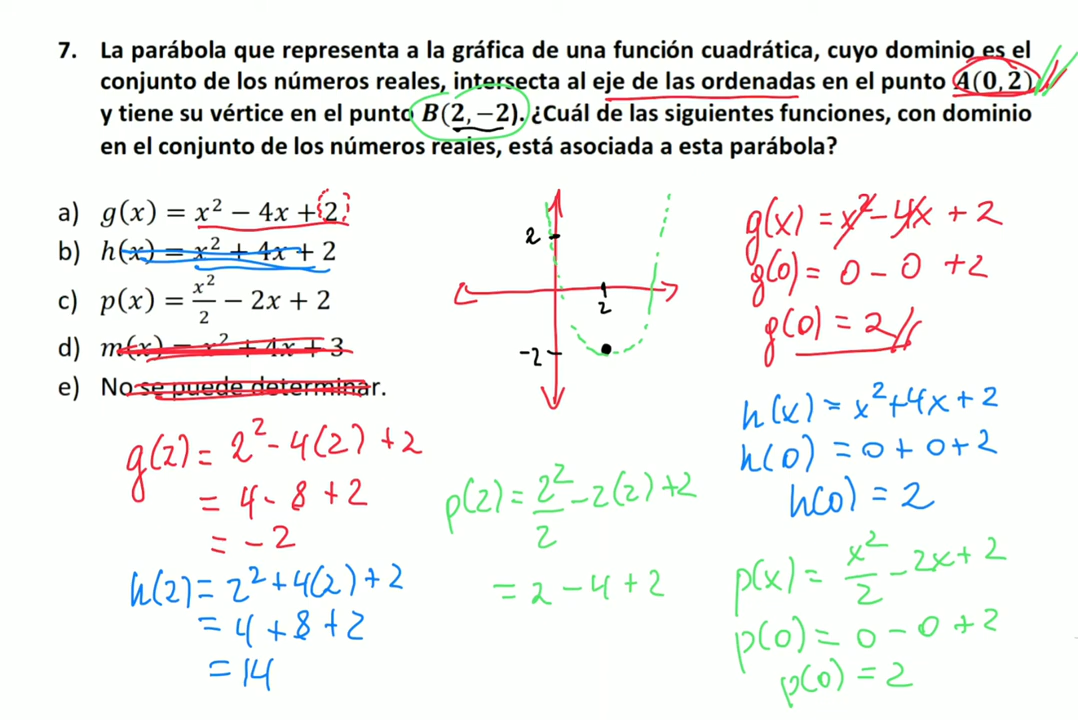 7. La parábola que representa a la gráfica de una función cuadrática, cuyo dominio es el
conjunto de los números reales, intersecta al eje de las ordenadas en el punto A(0, 2)
y tiene su vértice en el punto B(2, −2). ¿Cuál de las siguientes funciones, con dominio
en el conjunto de los números reales, está asociada a esta parábola?
a) g(x) = x² − 4x + 2
b) h(x) = x² + 4x + 2
c) p(x) = x²/2 − 2x + 2
d) m(x) = x² + 4x + 3
e) No se puede determinar.
2
2
-2
g(x) = x² - 4x + 2
g(0) = 0 - 0 + 2
g(0) = 2
g(2) = 2² - 4(2) + 2
= 4 - 8 + 2
= -2
h(2) = 2² + 4(2) + 2
= 4 + 8 + 2
= 14
p(2) = 2²/2 - 2(2) + 2
= 2 - 4 + 2
h(x) = x² + 4x + 2
h(0) = 0 + 0 + 2
h(0) = 2
p(x) = x²/2 - 2x + 2
p(0) = 0 - 0 + 2
p(0) = 2